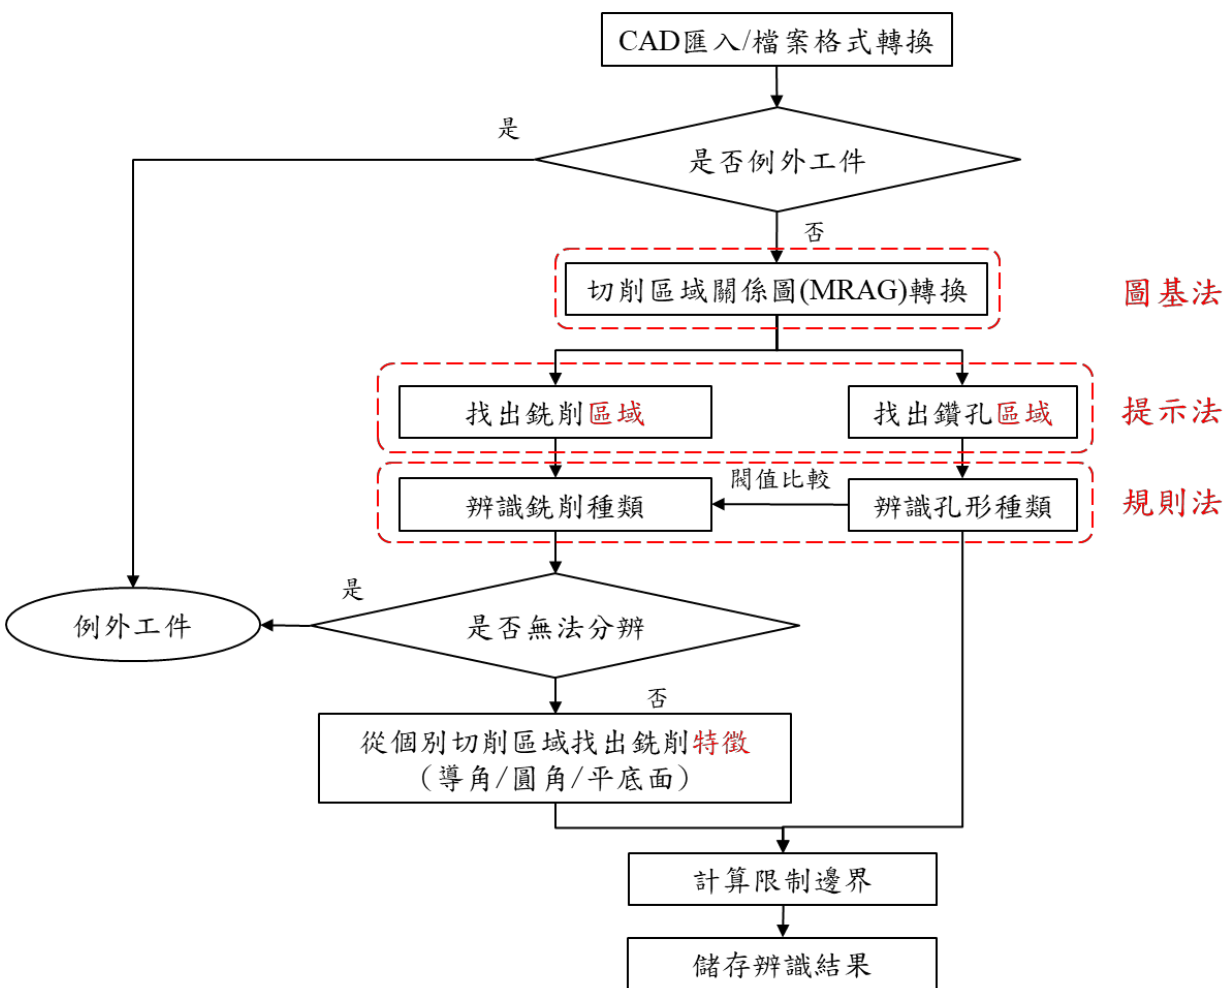 CAD匯入/檔案格式轉換
是
是否例外工件
否
切削區域關係圖(MRAG)轉換
圖基法
找出銑削區域
找出鑽孔區域
提示法
閥值比較
辨識銑削種類
辨識孔形種類
規則法
是
例外工件
是否無法分辨
否
從個別切削區域找出銑削特徵
（導角/圓角/平底面）
計算限制邊界
儲存辨識結果